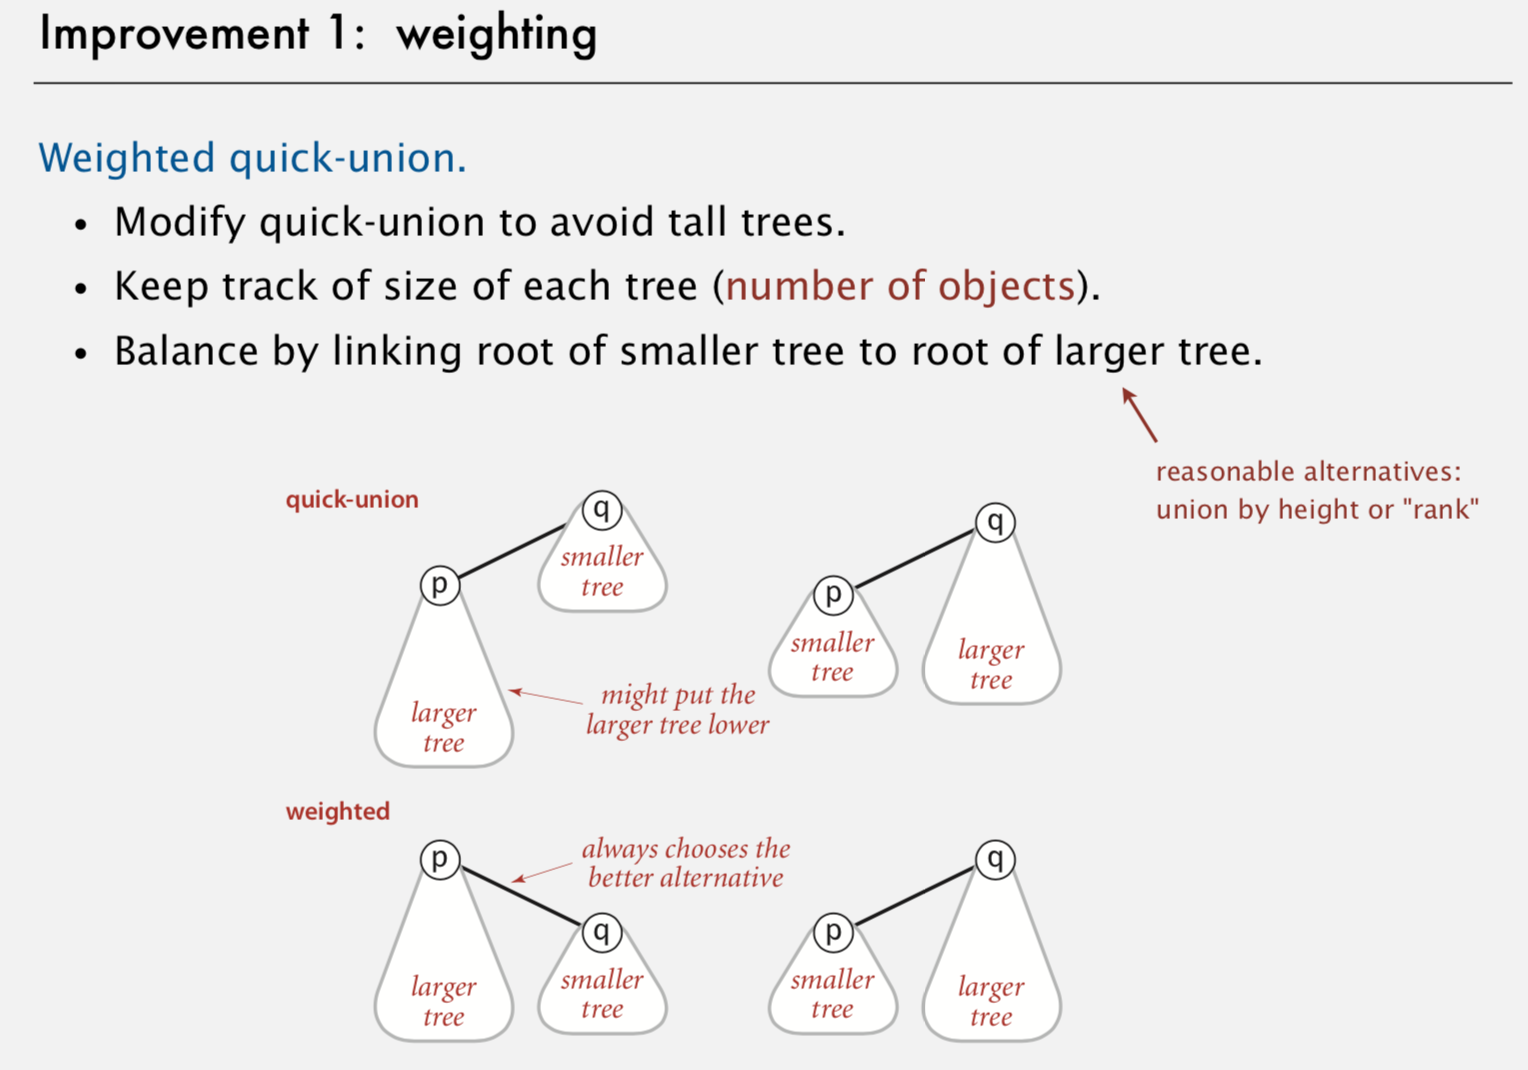 Improvement 1: weighting
Weighted quick-union.
• Modify quick-union to avoid tall trees.
• Keep track of size of each tree (number of objects).
• Balance by linking root of smaller tree to root of larger tree.
reasonable alternatives:
union by height or "rank"
quick-union
q
smaller
tree
p
larger
tree
might put the
larger tree lower
q
p
smaller
tree
larger
tree
weighted
p
always chooses the
better alternative
q
larger
tree
smaller
tree
q
p
smaller
tree
larger
tree